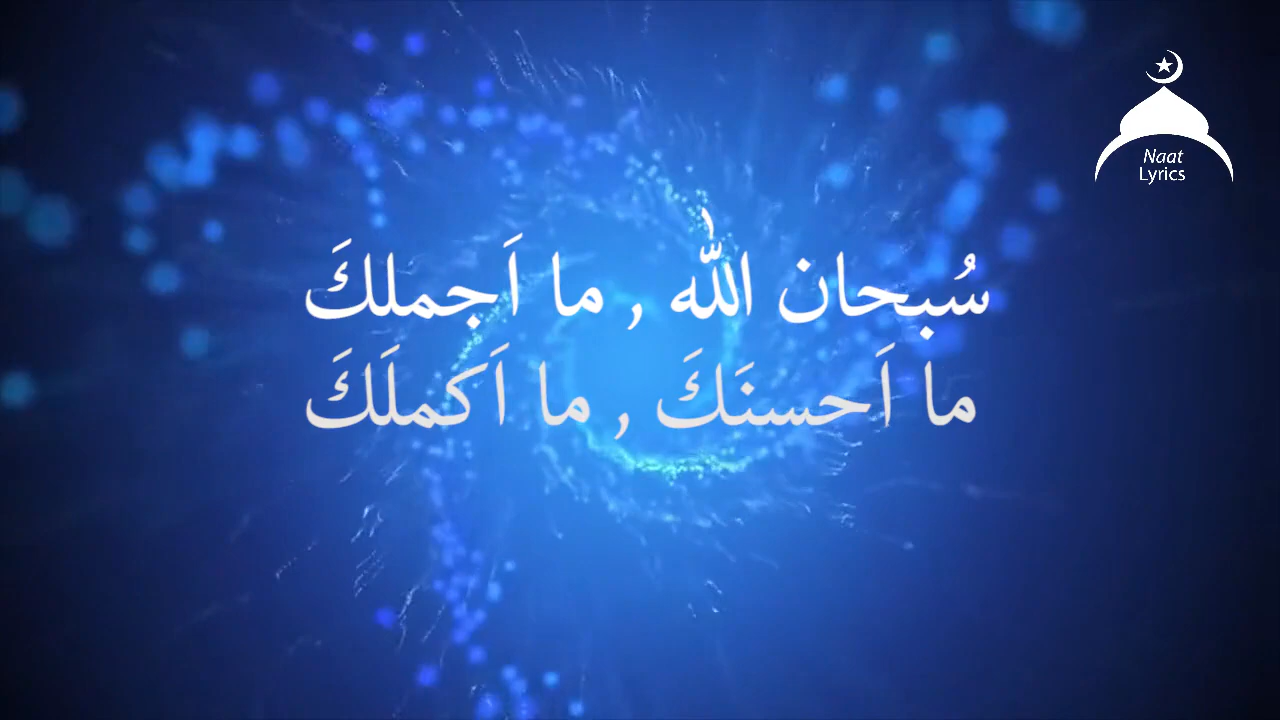 سُبحان اللّٰه , ما اَجملكَ
ما اَحسنَكَ , ما اَكملَكَ
Naat
Lyrics